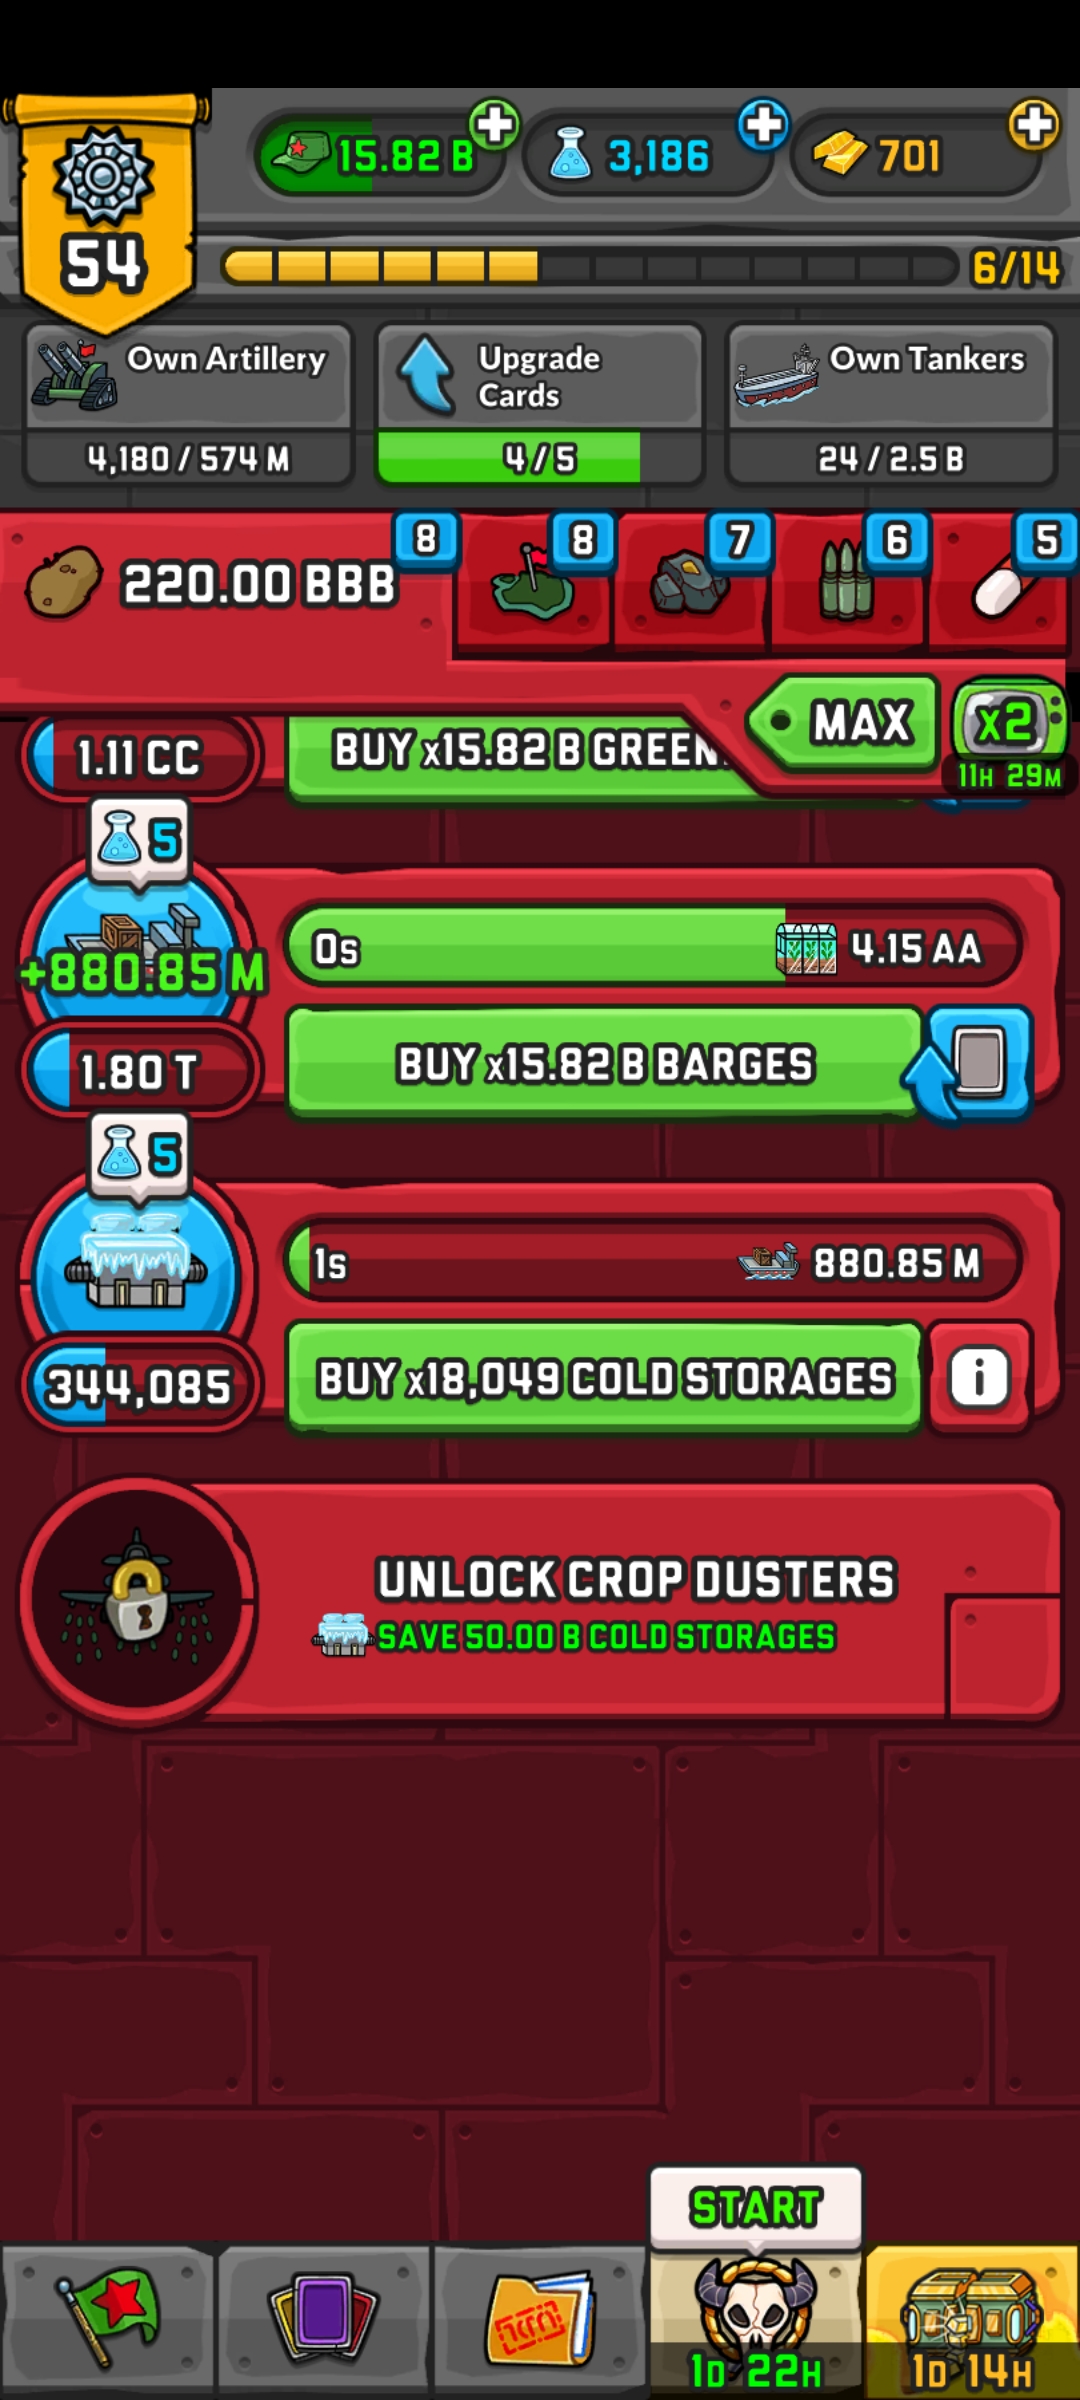 15.82 B
3,186
701
54
6/14
Own Artillery
4,180 / 574 M
Upgrade
Cards
4 / 5
Own Tankers
24 / 2.5 B
220.00 BBB
8
8
7
6
5
MAX
x2
11H 29M
1.11 CC
BUY x15.82 B GREEN
5
+880.85 M
0s
4.15 AA
1.80 T
BUY x15.82 B BARGES
5
1s
880.85 M
344,085
BUY x18,049 COLD STORAGES
i
UNLOCK CROP DUSTERS
SAVE 50.00 B COLD STORAGES
START
1D 22H
1D 14H